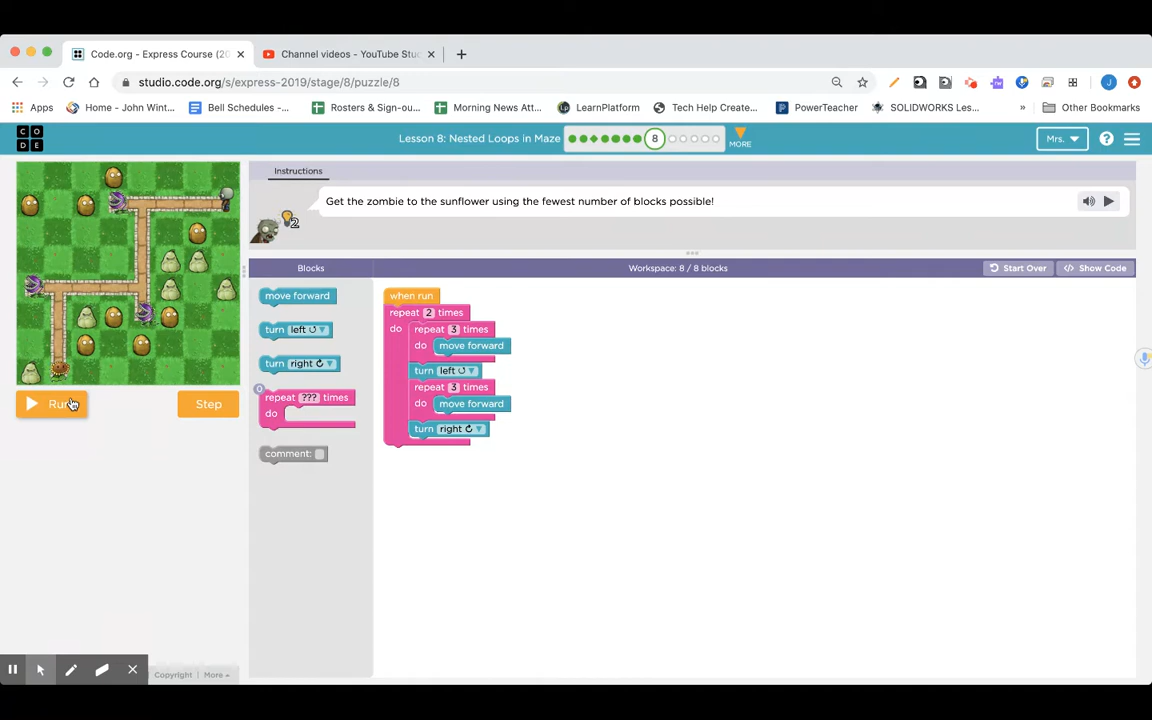 Code.org - Express Course (20
Channel videos - YouTube Stu
studio.code.org/s/express-2019/stage/8/puzzle/8
Apps
Home - John Wint...
Bell Schedules -...
Rosters & Sign-ou...
Morning News Att...
LearnPlatform
Tech Help Create...
PowerTeacher
SOLIDWORKS Les...
»
Other Bookmarks
C O
D E
Lesson 8: Nested Loops in Maze
8
MORE
Mrs.
?
Instructions
2
Get the zombie to the sunflower using the fewest number of blocks possible!
Blocks
Workspace: 8 / 8 blocks
Start Over
</> Show Code
move forward
turn left
turn right
0
repeat ??? times
do
comment:
when run
repeat 2 times
do repeat 3 times
do move forward
turn left
repeat 3 times
do move forward
turn right
Run
Step
Copyright
More